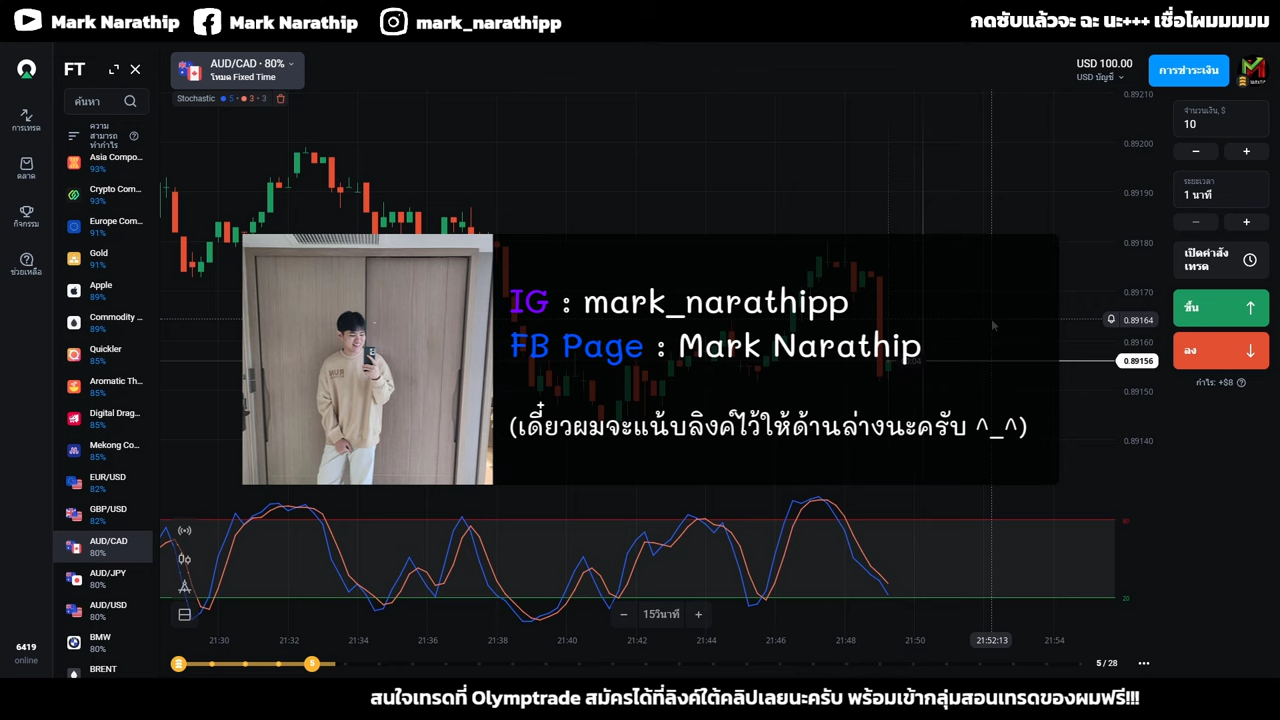 Mark Narathip
Mark Narathip
mark_narathipp
กดซับแล้วจะ ฉะ นะ+++ เชื่อโผมมมมม
FT
AUD/CAD · 80%
โหมด Fixed Time
USD 100.00
USD บัญชี
การชำระเงิน
Stochastic 5 · 3 · 3
ค้นหา
ความสามารถทำกำไร
การเทรด
ตลาด
กิจกรรม
ช่วยเหลือ
Asia Compo...
93%
Crypto Com...
93%
Europe Com...
91%
Gold
91%
Apple
89%
Commodity ...
89%
Quickler
85%
Aromatic Th...
85%
Digital Drag...
85%
Mekong Co...
85%
EUR/USD
82%
GBP/USD
82%
AUD/CAD
80%
AUD/JPY
80%
AUD/USD
80%
BMW
80%
BRENT
6419
online
IG : mark_narathipp
FB Page : Mark Narathip
(เดี๋ยวผมจะแน้บลิงค์ไว้ให้ด้านล่างนะครับ ^_^)
0.89210
0.89200
0.89190
0.89180
0.89170
0.89164
0.89160
0.89156
0.89150
0.89140
80
20
จำนวนเงิน, $
10
ระยะเวลา
1 นาที
เปิดคำสั่ง
เทรด
ขึ้น
ลง
กำไร: +$8
15วินาที
21:30
21:32
21:34
21:36
21:38
21:40
21:42
21:44
21:46
21:48
21:50
21:52:13
21:54
5
5 / 28
สนใจเทรดที่ Olymptrade สมัครได้ที่ลิงค์ใต้คลิปเลยนะครับ พร้อมเข้ากลุ่มสอนเทรดของผมฟรี!!!